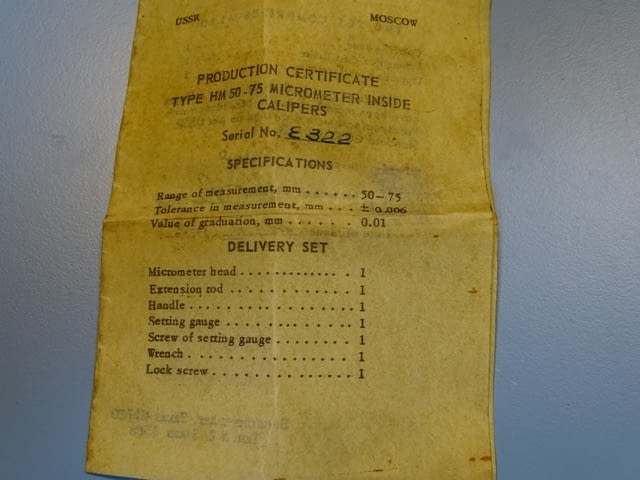 USSR MOSCOW
PRODUCTION CERTIFICATE
TYPE HM 50-75 MICROMETER INSIDE
CALIPERS
Serial No. E322
SPECIFICATIONS
Range of measurement, mm ...... 50-75
Tolerance in measurement, mm ... ± 0.006
Value of graduation, mm ...... 0.01
DELIVERY SET
Micrometer head ............. 1
Extension rod ............ 1
Handle ................. 1
Setting gauge ............ 1
Screw of setting gauge ........ 1
Wrench ................. 1
Lock screw .............. 1